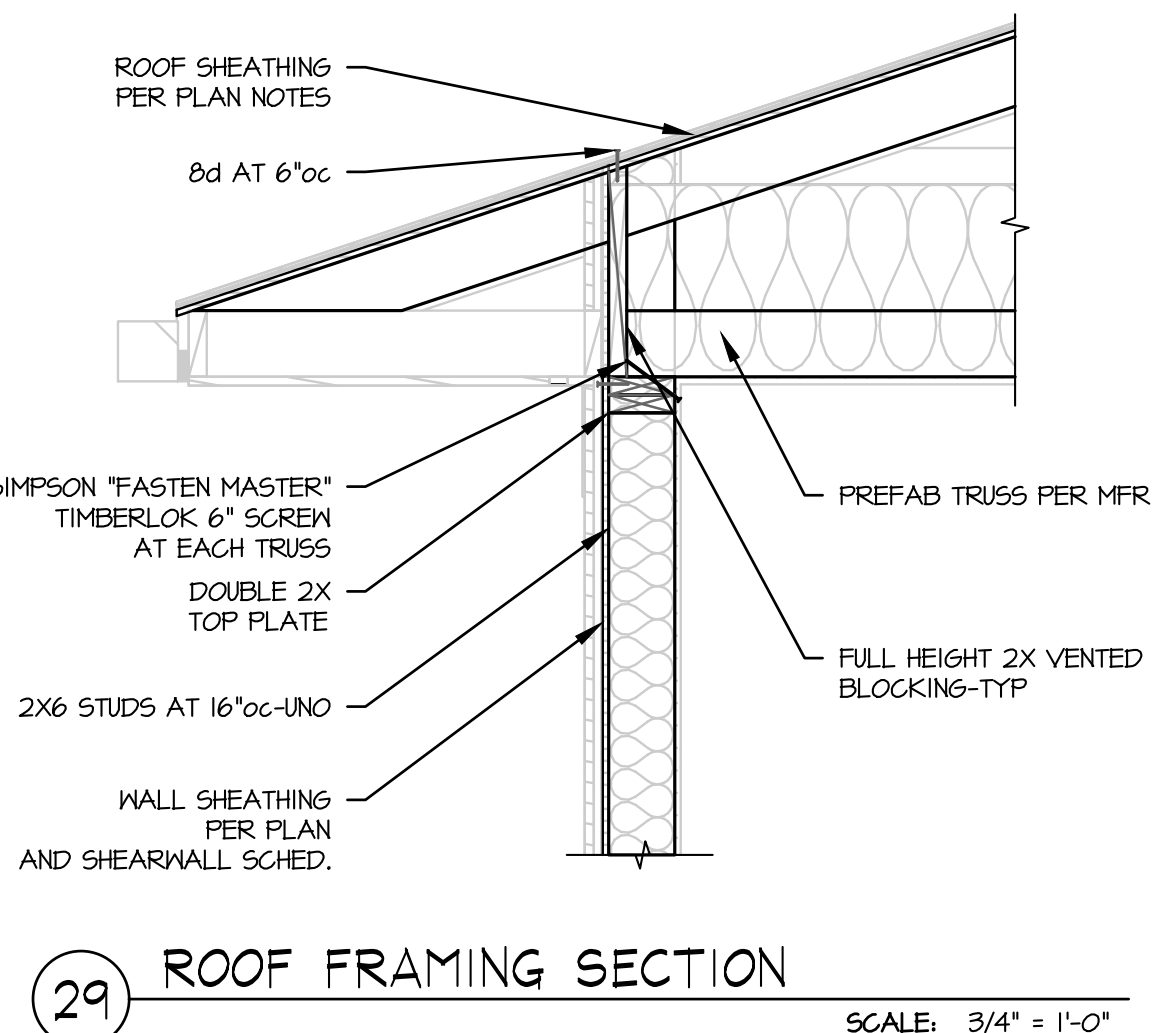 ROOF SHEATHING
PER PLAN NOTES
8d AT 6"oc
SIMPSON "FASTEN MASTER"
TIMBERLOK 6" SCREW
AT EACH TRUSS
DOUBLE 2X
TOP PLATE
2X6 STUDS AT 16"oc-UNO
WALL SHEATHING
PER PLAN
AND SHEARWALL SCHED.
PREFAB TRUSS PER MFR
FULL HEIGHT 2X VENTED
BLOCKING-TYP
29
ROOF FRAMING SECTION
SCALE: 3/4" = 1'-0"